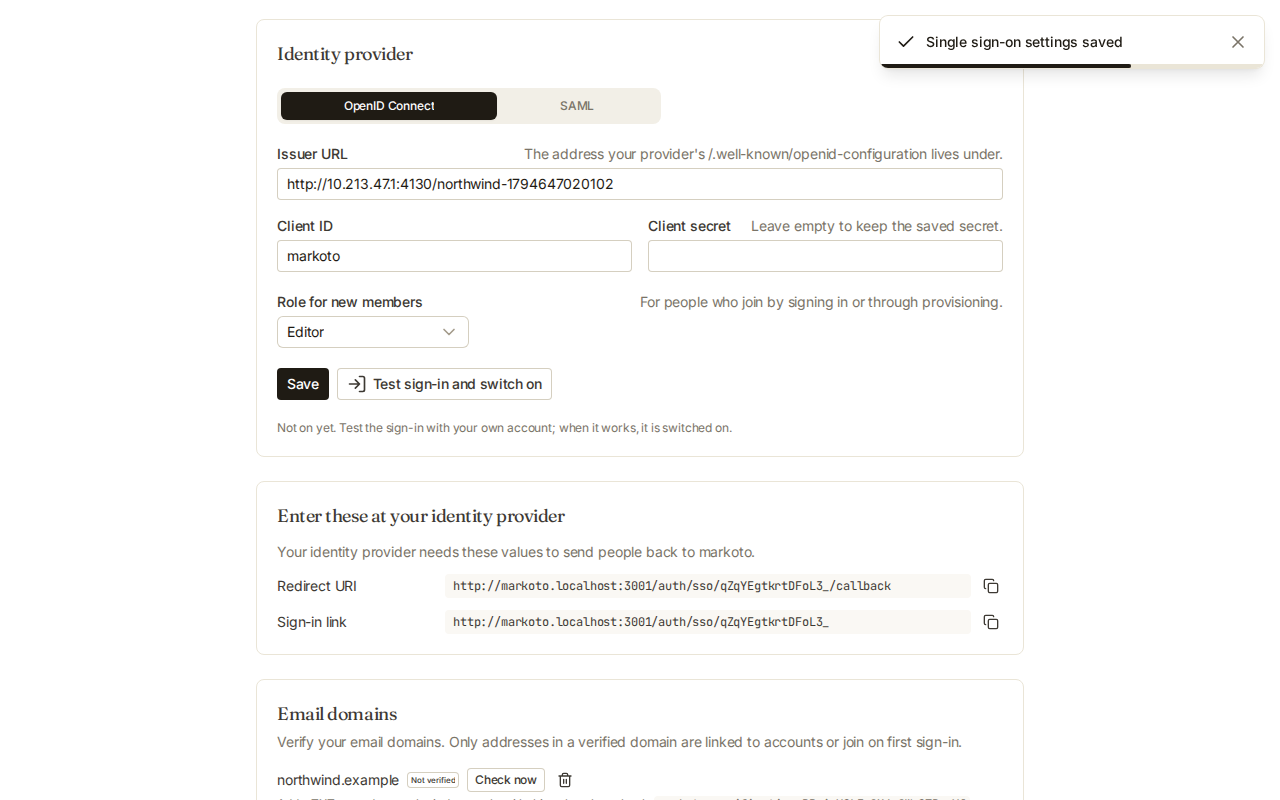 Identity provider
Single sign-on settings saved
OpenID Connect
SAML
Issuer URL
The address your provider's /.well-known/openid-configuration lives under.
http://10.213.47.1:4130/northwind-1794647020102
Client ID
Client secret
Leave empty to keep the saved secret.
markoto
Role for new members
For people who join by signing in or through provisioning.
Editor
Save
Test sign-in and switch on
Not on yet. Test the sign-in with your own account; when it works, it is switched on.
Enter these at your identity provider
Your identity provider needs these values to send people back to markoto.
Redirect URI
http://markoto.localhost:3001/auth/sso/qZqYEgtkrtDFoL3_/callback
Sign-in link
http://markoto.localhost:3001/auth/sso/qZqYEgtkrtDFoL3_
Email domains
Verify your email domains. Only addresses in a verified domain are linked to accounts or join on first sign-in.
northwind.example
Not verified
Check now